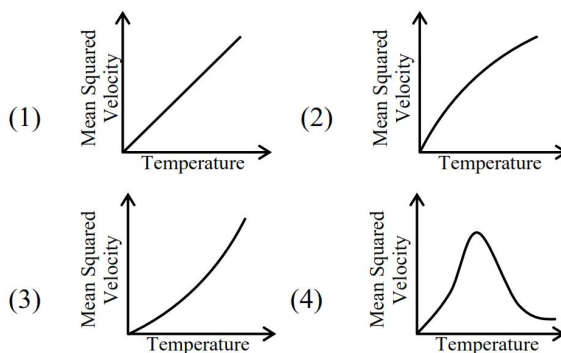 (1)
Mean Squared
Velocity
Temperature
(2)
Mean Squared
Velocity
Temperature
(3)
Mean Squared
Velocity
Temperature
(4)
Mean Squared
Velocity
Temperature